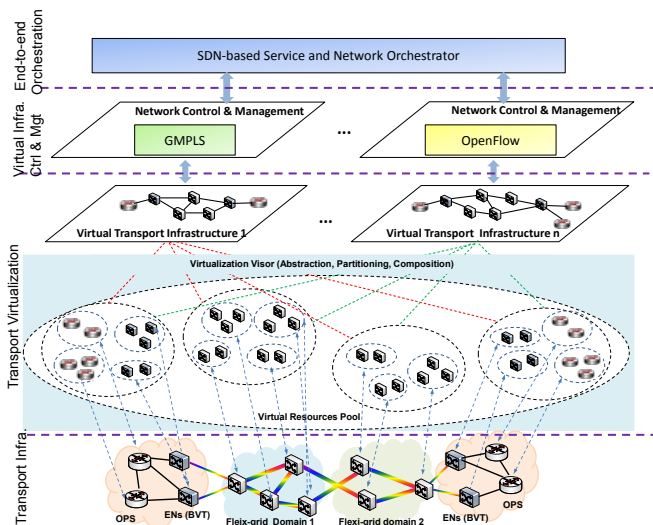 End-to-end
Orchestration
SDN-based Service and Network Orchestrator
Virtual Infra.
Ctrl & Mgt
Network Control & Management
GMPLS
...
Network Control & Management
OpenFlow
Virtual Transport Infrastructure 1
...
Virtual Transport Infrastructure n
Transport Virtualization
Virtualization Visor (Abstraction, Partitioning, Composition)
Virtual Resources Pool
Transport Infra.
OPS
ENs (BVT)
Fleix-grid Domain 1
Flexi-grid domain 2
ENs (BVT)
OPS